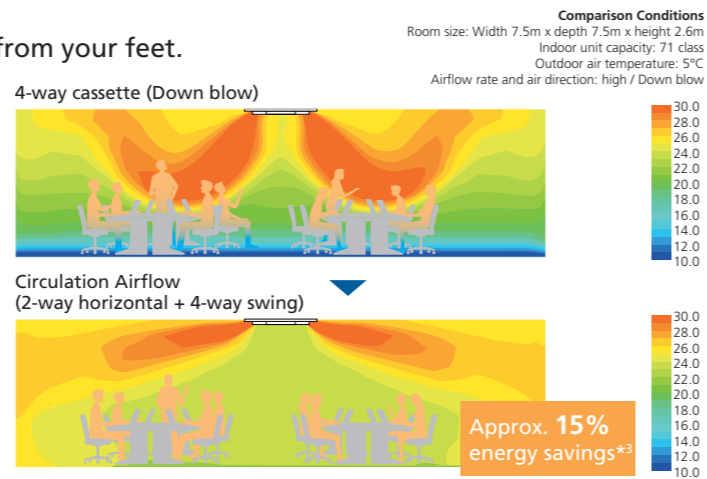 from your feet.
Comparison Conditions
Room size: Width 7.5m x depth 7.5m x height 2.6m
Indoor unit capacity: 71 class
Outdoor air temperature: 5°C
Airflow rate and air direction: high / Down blow
4-way cassette (Down blow)
30.0
28.0
26.0
24.0
22.0
20.0
18.0
16.0
14.0
12.0
10.0
Circulation Airflow
(2-way horizontal + 4-way swing)
30.0
28.0
26.0
24.0
22.0
20.0
18.0
16.0
14.0
12.0
10.0
Approx. 15%
energy savings*3